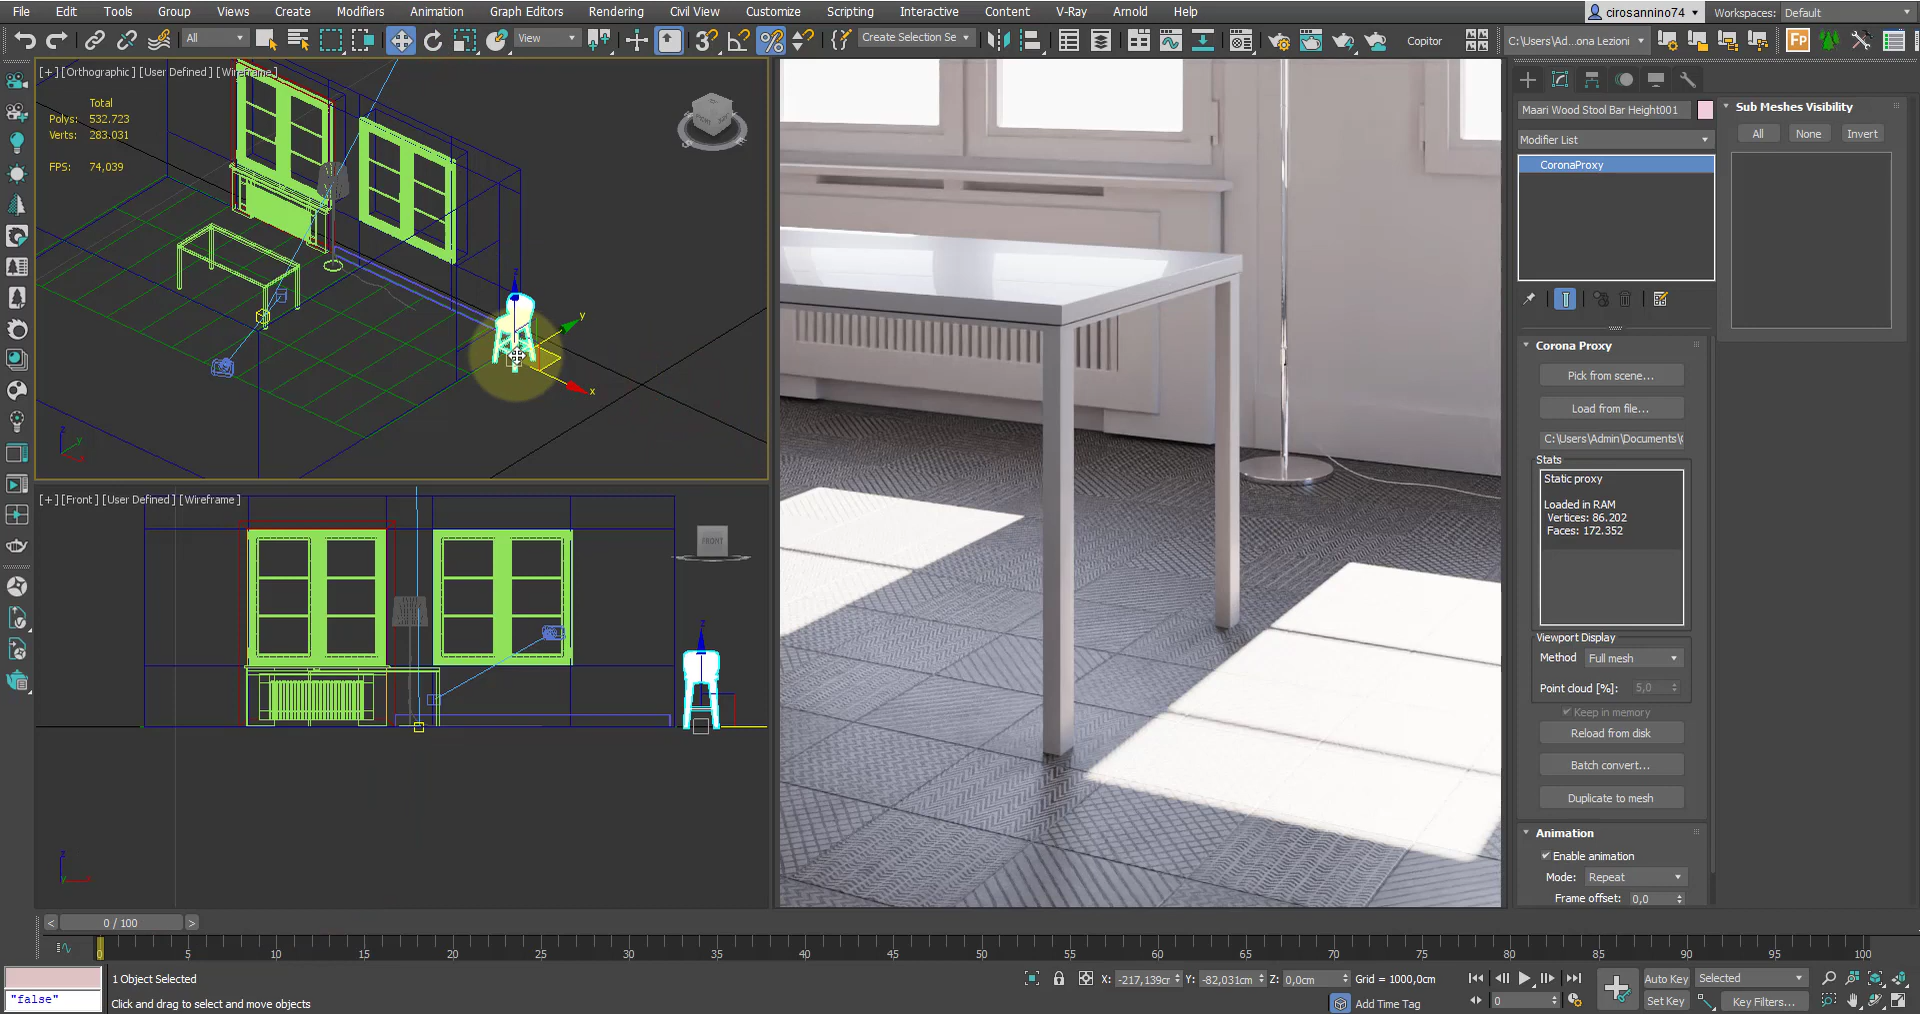 File Edit Tools Group Views Create Modifiers Animation Graph Editors Rendering Civil View Customize Scripting Interactive Content V-Ray Arnold Help
cirosannino74 Workspaces: Default
All View Create Selection Se Copitor C:\Users\Ad...ona Lezioni
[+] [Orthographic] [User Defined] [Wireframe]
Total
Polys: 532.723
Verts: 283.031
FPS: 74,039
z
y
x
[+] [Front] [User Defined] [Wireframe]
FRONT
z
Maari Wood Stool Bar Height001
Modifier List
CoronaProxy
Corona Proxy
Pick from scene...
Load from file...
C:\Users\Admin\Documents\
Stats
Static proxy
Loaded in RAM
Vertices: 86.202
Faces: 172.352
Viewport Display
Method Full mesh
Point cloud [%]: 5,0
Keep in memory
Reload from disk
Batch convert...
Duplicate to mesh
Animation
Enable animation
Mode: Repeat
Frame offset: 0,0
Sub Meshes Visibility
All None Invert
< 0 / 100 >
0 5 10 15 20 25 30 35 40 45 50 55 60 65 70 75 80 85 90 95 100
1 Object Selected
X: -217,139cm Y: -82,031cm Z: 0,0cm Grid = 1000,0cm
Auto Key Selected
"false"
Click and drag to select and move objects
Add Time Tag
0
Set Key Key Filters...